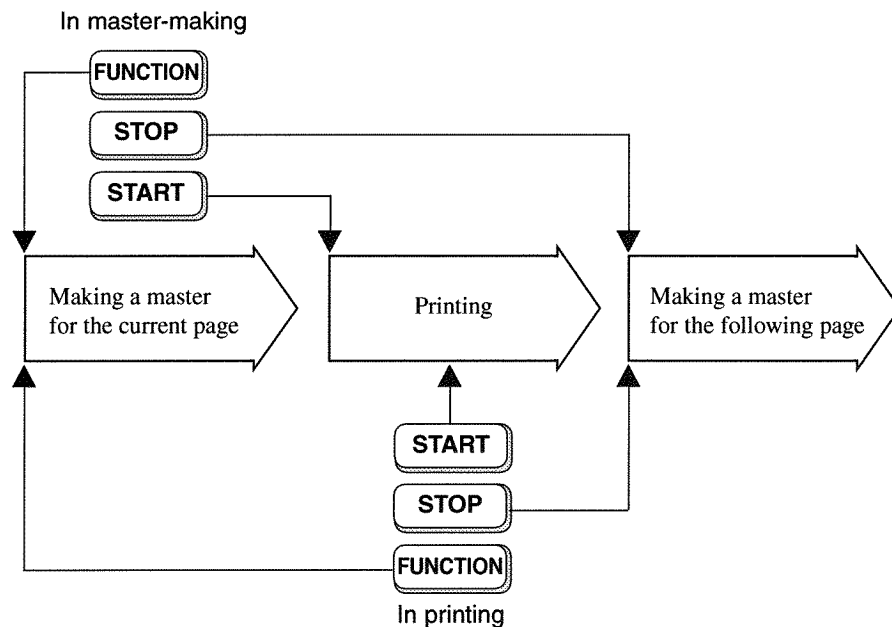 In master-making
FUNCTION
STOP
START
Making a master
for the current page
Printing
Making a master
for the following page
START
STOP
FUNCTION
In printing